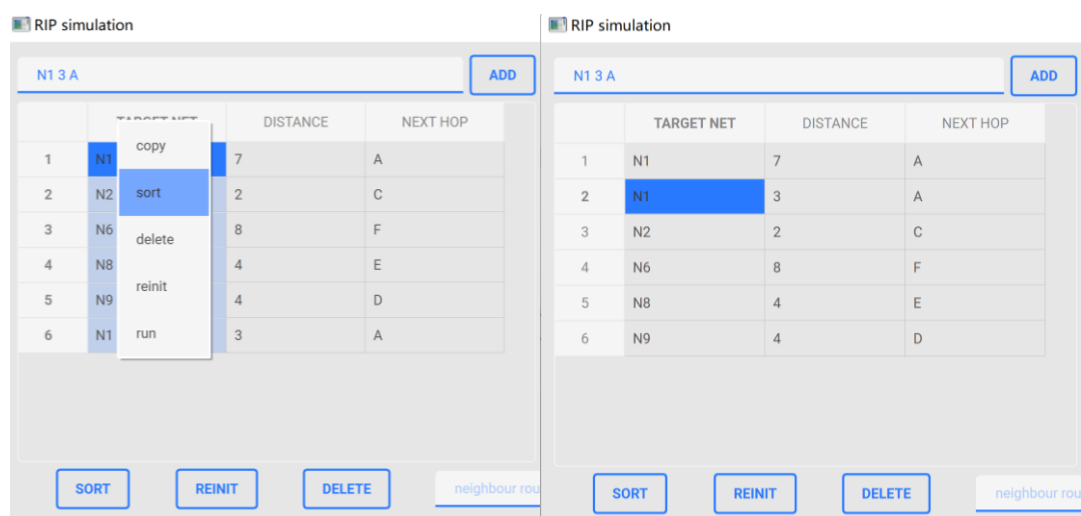 RIP simulation
N1 3 A
ADD
DISTANCE NEXT HOP
1 N1 7 A
2 N2 2 C
3 N6 8 F
4 N8 4 E
5 N9 4 D
6 N1 3 A
copy
sort
delete
reinit
run
SORT REINIT DELETE neighbour rou
RIP simulation
N1 3 A
ADD
TARGET NET DISTANCE NEXT HOP
1 N1 7 A
2 N1 3 A
3 N2 2 C
4 N6 8 F
5 N8 4 E
6 N9 4 D
SORT REINIT DELETE neighbour rou